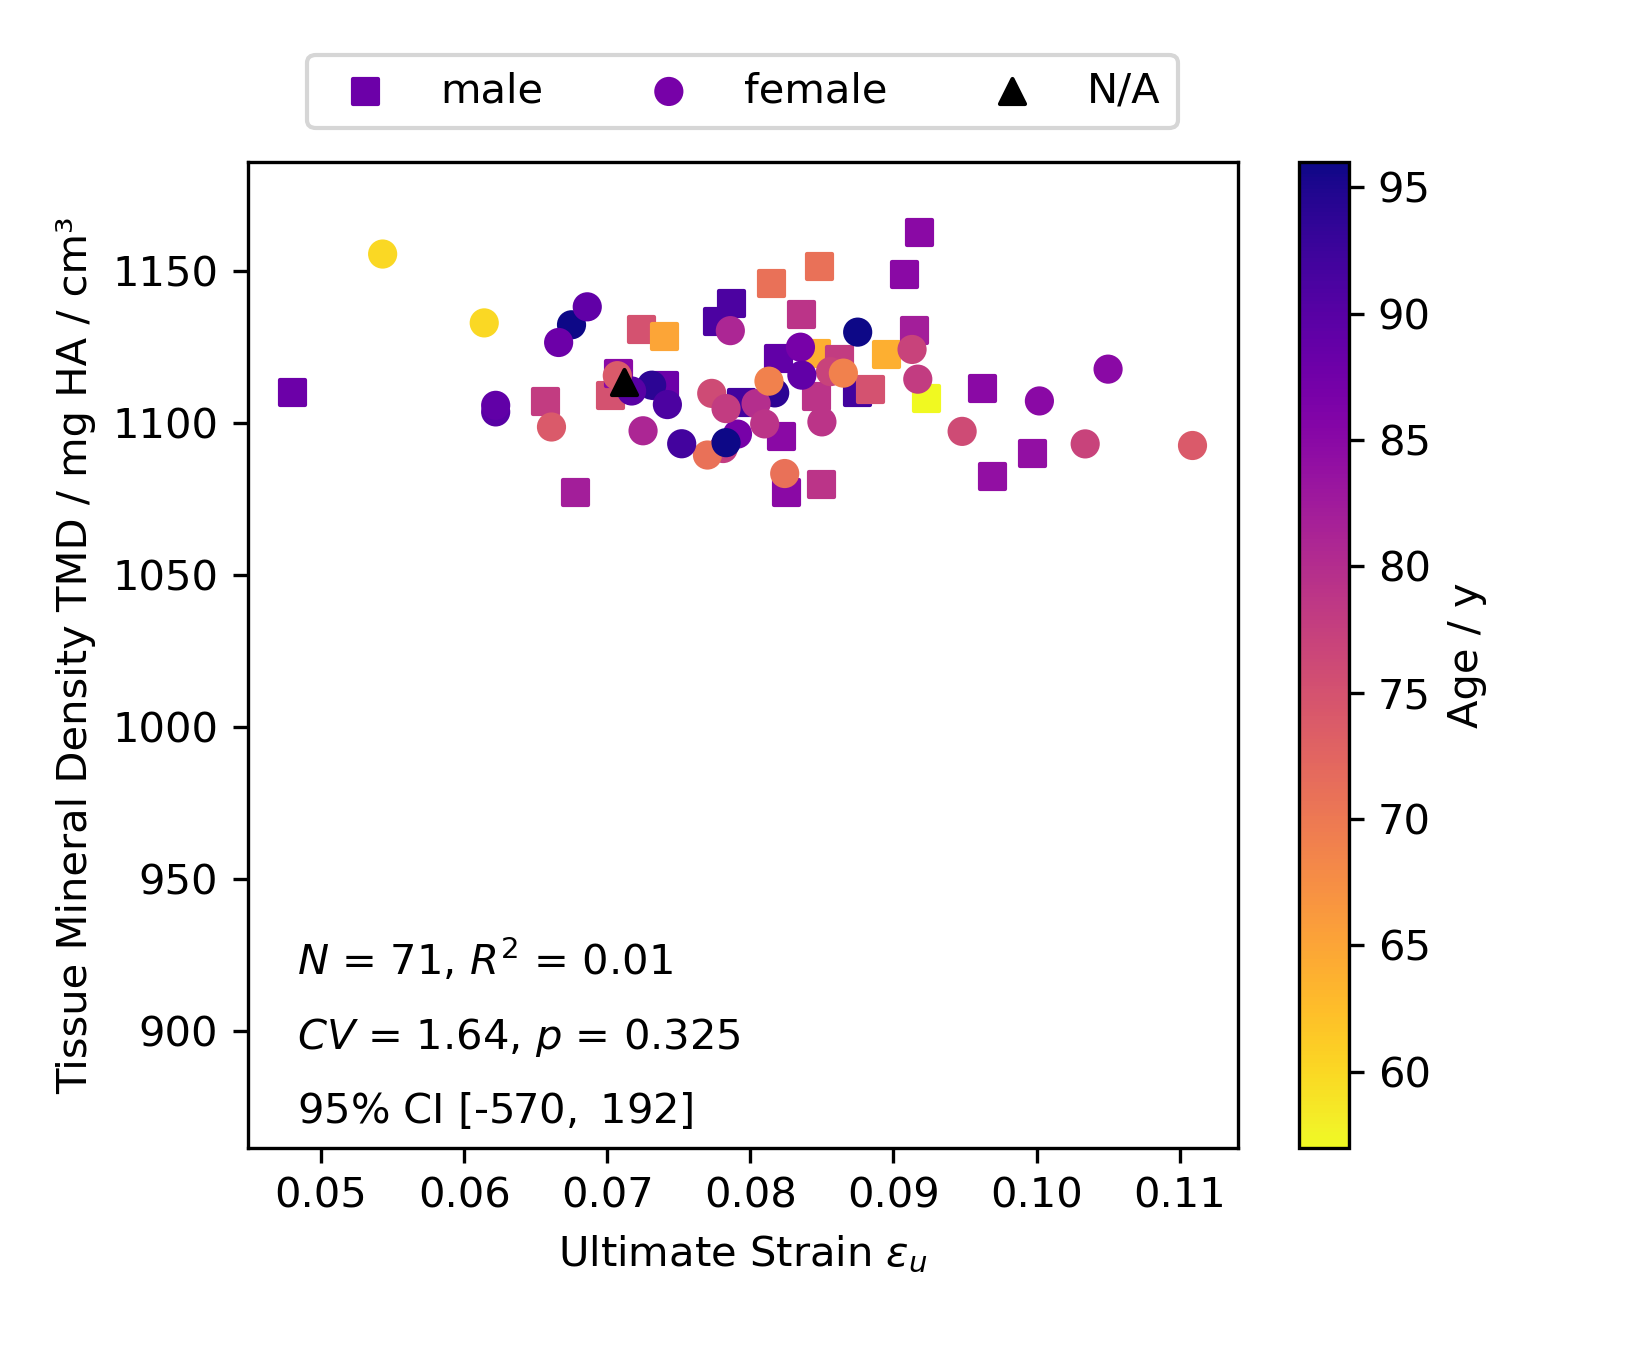 male female N/A
Tissue Mineral Density TMD / mg HA / cm³
1150
1100
1050
1000
950
900
N = 71, R² = 0.01
CV = 1.64, p = 0.325
95% CI [-570, 192]
0.05 0.06 0.07 0.08 0.09 0.10 0.11
Ultimate Strain εᵤ
95
90
85
80
75
70
65
60
Age / y